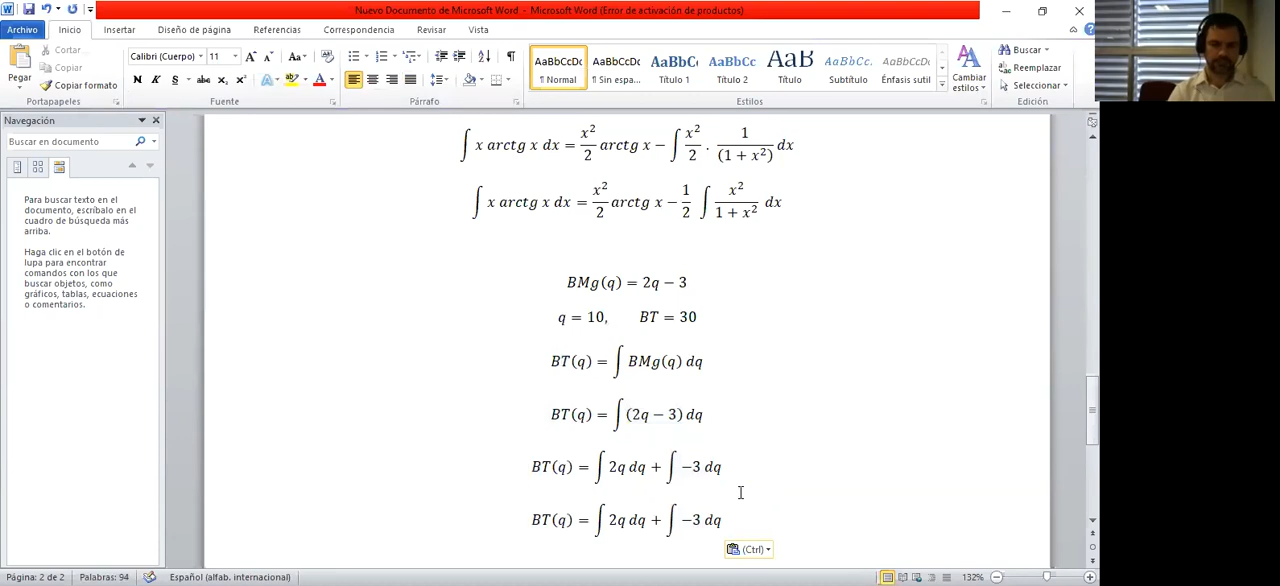 Nuevo Documento de Microsoft Word - Microsoft Word (Error de activación de productos)
Archivo Inicio Insertar Diseño de página Referencias Correspondencia Revisar Vista
Pegar
Cortar
Copiar
Copiar formato
Calibri (Cuerpo) 11
N K S abc x₂ x²
AaBbCcDc AaBbCcDc AaBbC AaBbCc AaB AaBbCc. AaBbCcDc
¶ Normal ¶ Sin espa... Título 1 Título 2 Título Subtítulo Énfasis sutil
Cambiar estilos
Buscar
Reemplazar
Seleccionar
Portapapeles Fuente Párrafo Estilos Edición
Navegación
Buscar en documento
Para buscar texto en el
documento, escríbalo en el
cuadro de búsqueda más
arriba.
Haga clic en el botón de
lupa para encontrar
comandos con los que
buscar objetos, como
gráficos, tablas, ecuaciones
o comentarios.
∫ x arctg x dx = x²/2 arctg x − ∫ x²/2 . 1/(1 + x²) dx
∫ x arctg x dx = x²/2 arctg x − 1/2 ∫ x²/1 + x² dx
BMg(q) = 2q − 3
q = 10, BT = 30
BT(q) = ∫ BMg(q) dq
BT(q) = ∫ (2q − 3) dq
BT(q) = ∫ 2q dq + ∫ −3 dq
BT(q) = ∫ 2q dq + ∫ −3 dq
(Ctrl)
Página: 2 de 2 Palabras: 94 Español (alfab. internacional) 132%